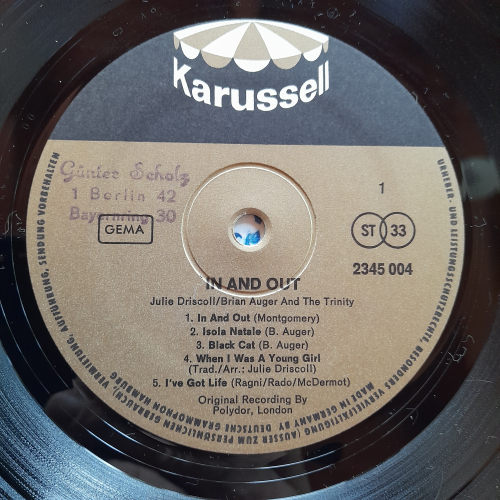 Karussell
Günter Scholz
1 Berlin 42
Bayernring 30
GEMA
1
ST 33
2345 004
IN AND OUT
Julie Driscoll/Brian Auger And The Trinity
1. In And Out (Montgomery)
2. Isola Natale (B. Auger)
3. Black Cat (B. Auger)
4. When I Was A Young Girl
(Trad./Arr.: Julie Driscoll)
5. I've Got Life (Ragni/Rado/McDermot)
Original Recording By
Polydor, London
URHEBER- UND LEISTUNGSSCHUTZRECHTE, BESONDERS VERVIELFÄLTIGUNG (AUSSER ZUM PERSÖNLICHEN GEBRAUCH) VERMIETUNG, AUFFÜHRUNG, SENDUNG VORBEHALTEN
MADE IN GERMANY BY DEUTSCHE GRAMMOPHON HAMBURG